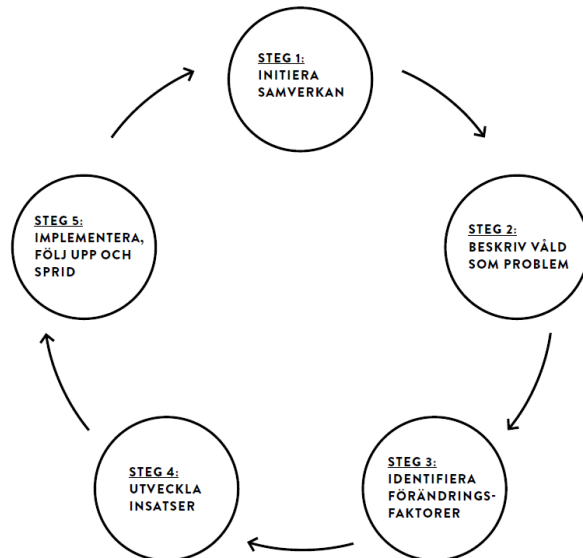 STEG 1:
INITIERA
SAMVERKAN
STEG 2:
BESKRIV VÅLD
SOM PROBLEM
STEG 3:
IDENTIFIERA
FÖRÄNDRINGS-
FAKTORER
STEG 4:
UTVECKLA
INSATSER
STEG 5:
IMPLEMENTERA,
FÖLJ UPP OCH
SPRID